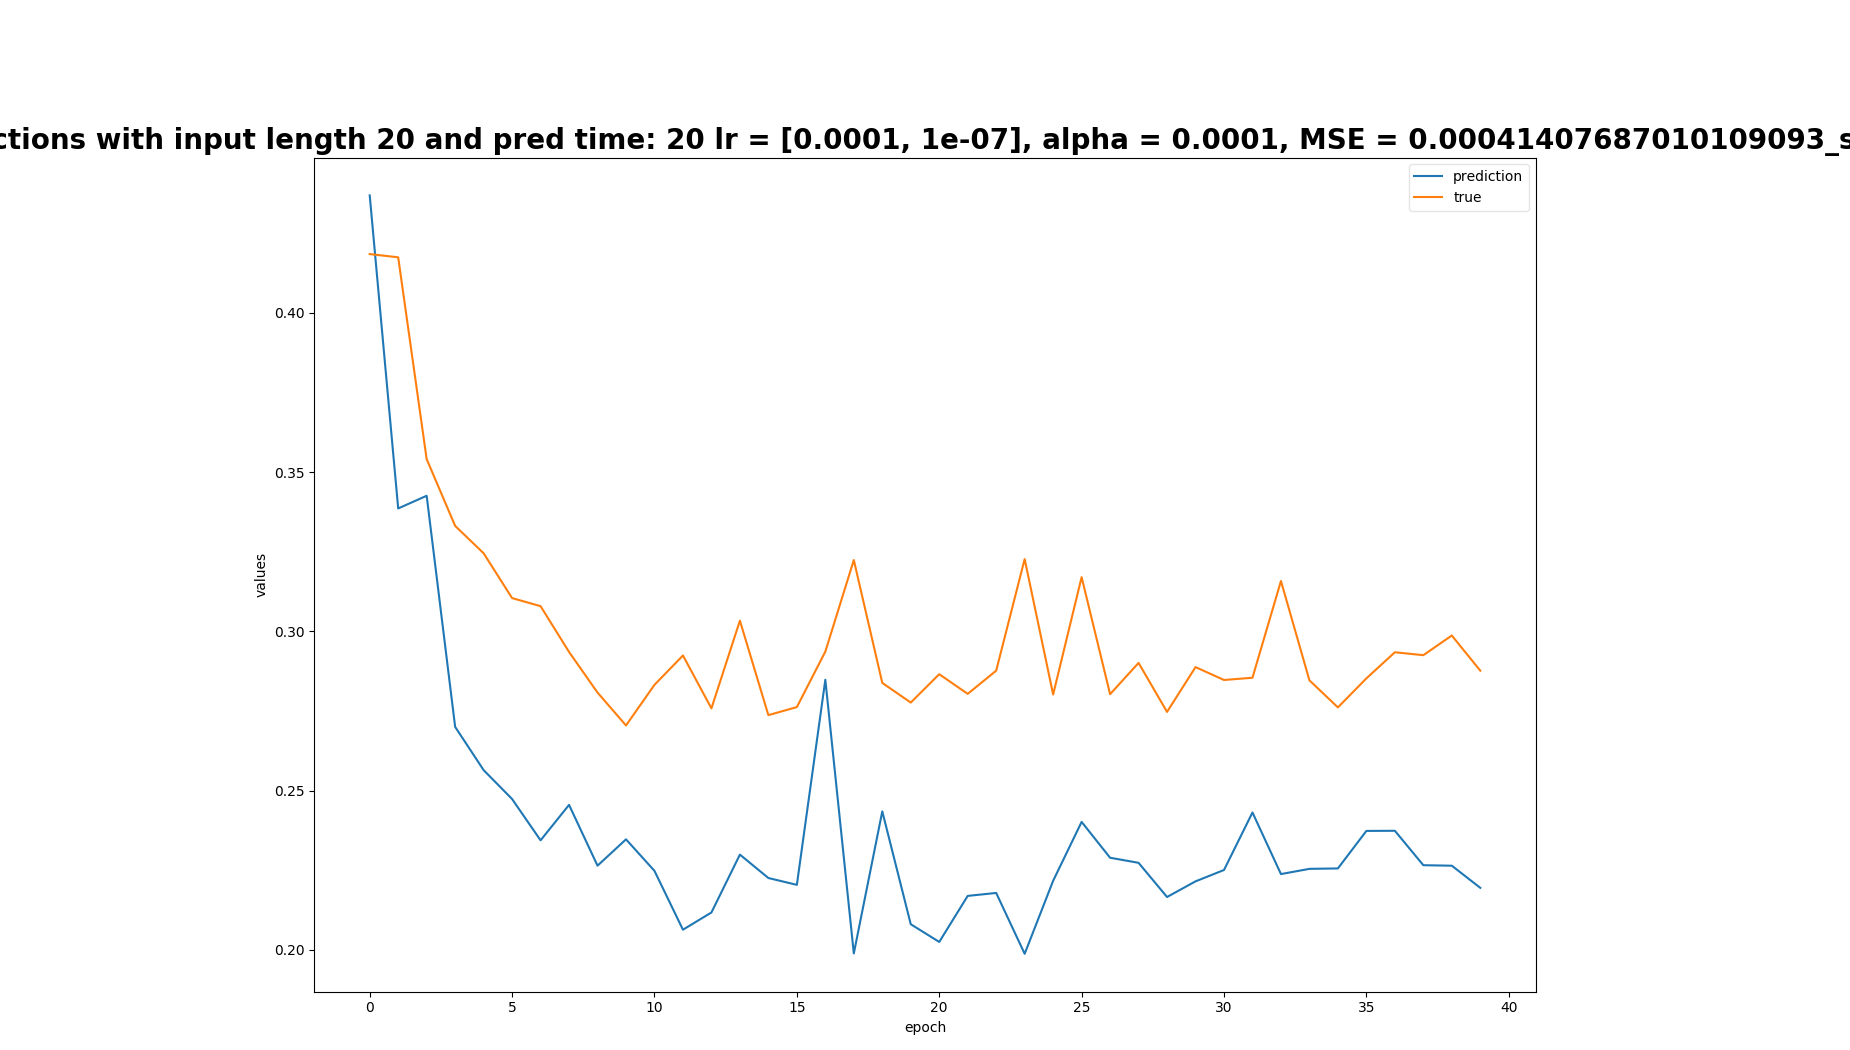 ctions with input length 20 and pred time: 20 lr = [0.0001, 1e-07], alpha = 0.0001, MSE = 0.00041407687010109093_s
prediction
true
0.40
0.35
0.30
0.25
0.20
values
0
5
10
15
20
25
30
35
40
epoch